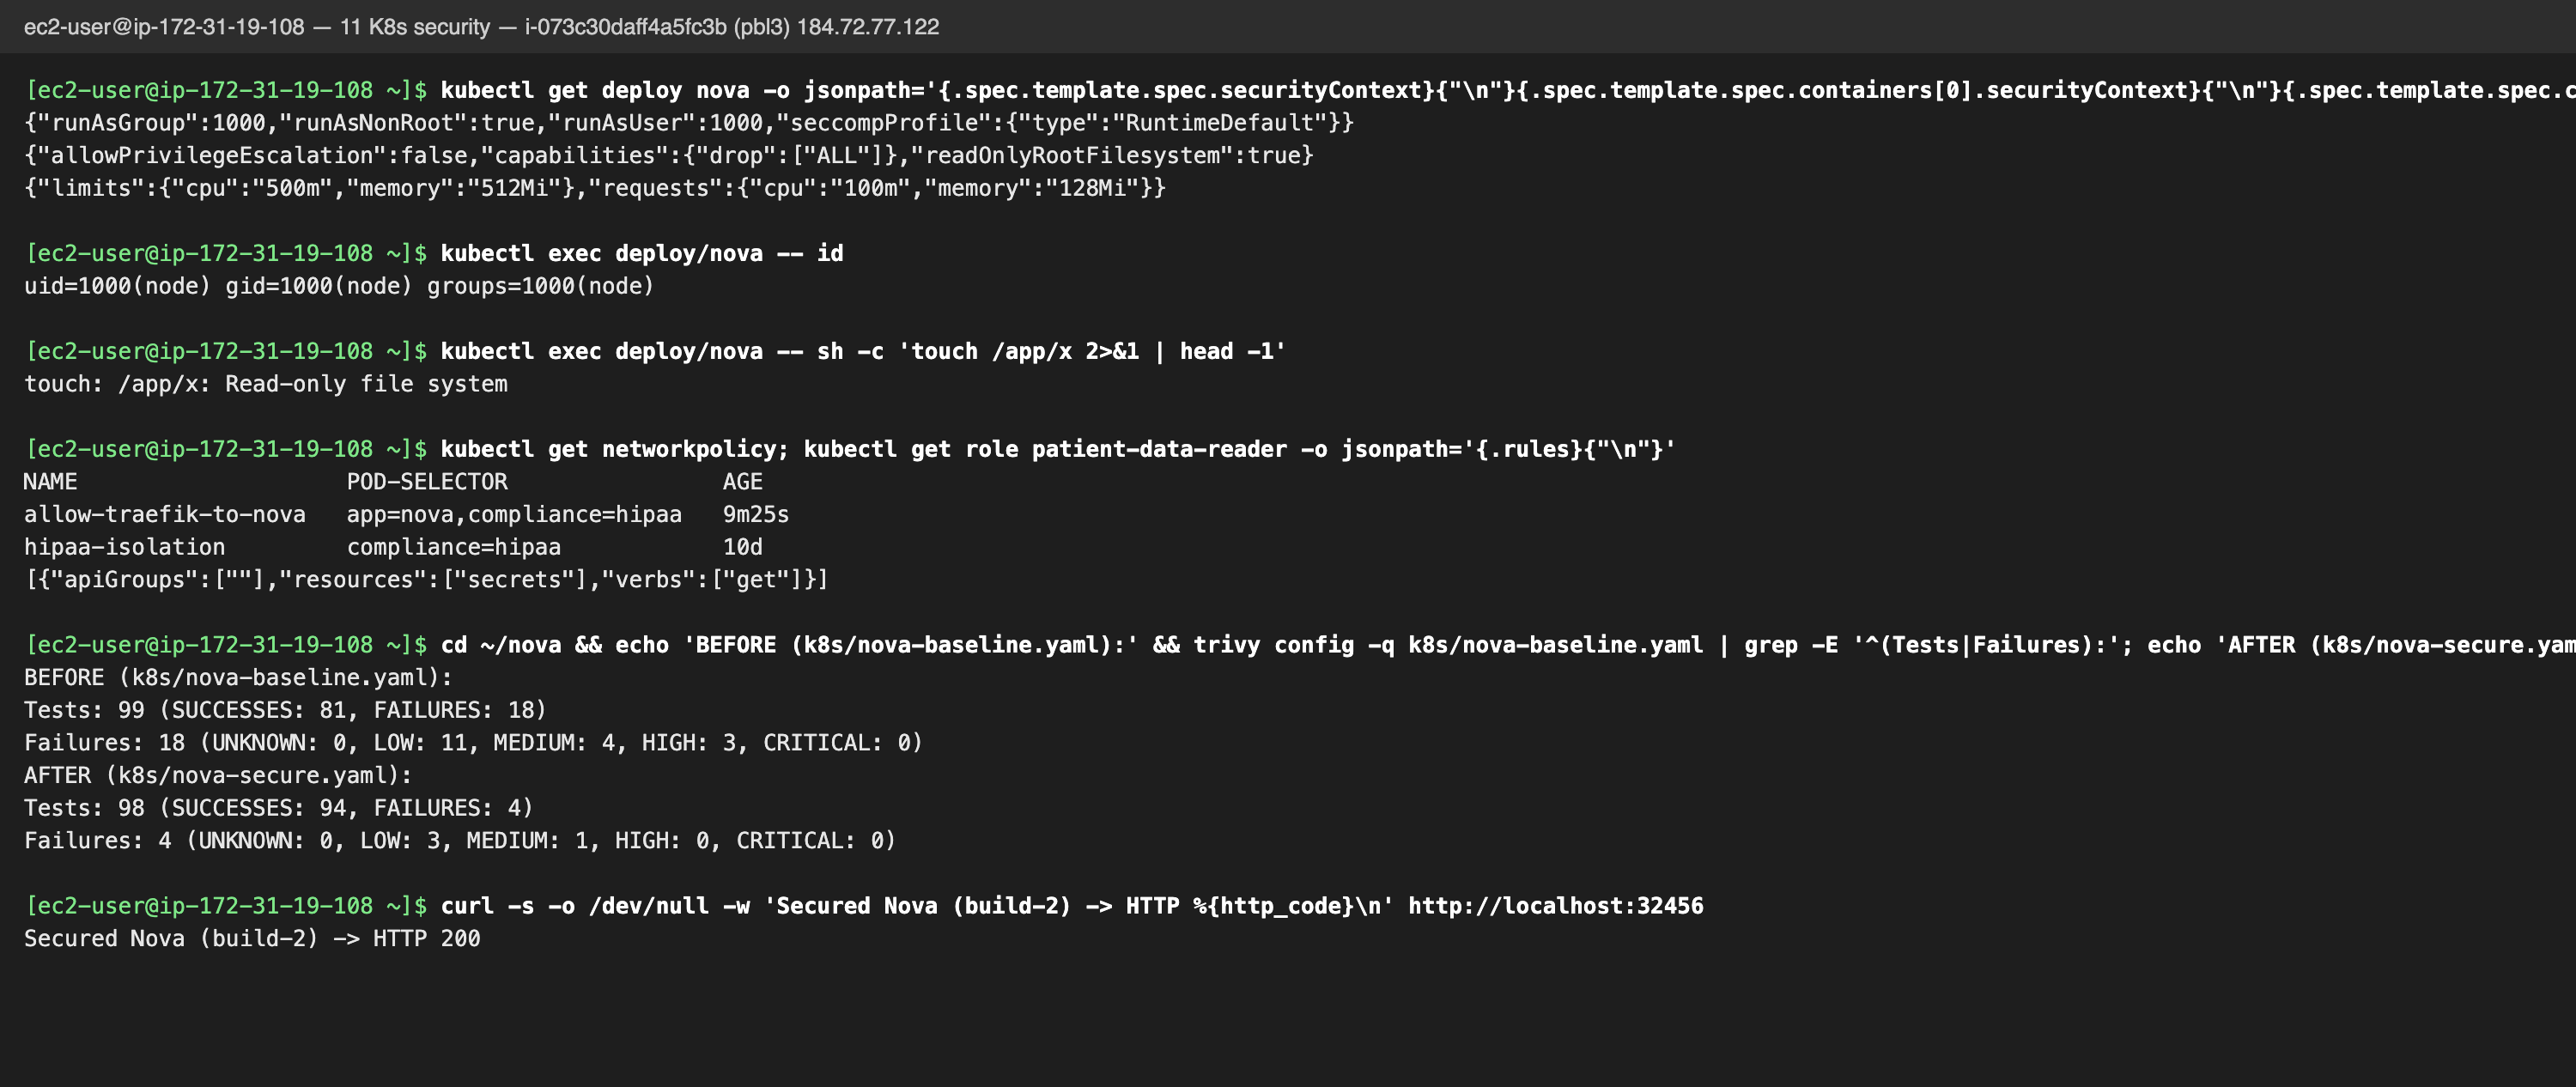 ec2-user@ip-172-31-19-108 — 11 K8s security — i-073c30daff4a5fc3b (pbl3) 184.72.77.122
[ec2-user@ip-172-31-19-108 ~]$ kubectl get deploy nova -o jsonpath='{.spec.template.spec.securityContext}{"\n"}{.spec.template.spec.containers[0].securityContext}{"\n"}{.spec.template.spec.c
{"runAsGroup":1000,"runAsNonRoot":true,"runAsUser":1000,"seccompProfile":{"type":"RuntimeDefault"}}
{"allowPrivilegeEscalation":false,"capabilities":{"drop":["ALL"]},"readOnlyRootFilesystem":true}
{"limits":{"cpu":"500m","memory":"512Mi"},"requests":{"cpu":"100m","memory":"128Mi"}}
[ec2-user@ip-172-31-19-108 ~]$ kubectl exec deploy/nova -- id
uid=1000(node) gid=1000(node) groups=1000(node)
[ec2-user@ip-172-31-19-108 ~]$ kubectl exec deploy/nova -- sh -c 'touch /app/x 2>&1 | head -1'
touch: /app/x: Read-only file system
[ec2-user@ip-172-31-19-108 ~]$ kubectl get networkpolicy; kubectl get role patient-data-reader -o jsonpath='{.rules}{"\n"}'
NAME                    POD-SELECTOR                AGE
allow-traefik-to-nova   app=nova,compliance=hipaa   9m25s
hipaa-isolation         compliance=hipaa            10d
[{"apiGroups":[""],"resources":["secrets"],"verbs":["get"]}]
[ec2-user@ip-172-31-19-108 ~]$ cd ~/nova && echo 'BEFORE (k8s/nova-baseline.yaml):' && trivy config -q k8s/nova-baseline.yaml | grep -E '^(Tests|Failures):'; echo 'AFTER (k8s/nova-secure.yam
BEFORE (k8s/nova-baseline.yaml):
Tests: 99 (SUCCESSES: 81, FAILURES: 18)
Failures: 18 (UNKNOWN: 0, LOW: 11, MEDIUM: 4, HIGH: 3, CRITICAL: 0)
AFTER (k8s/nova-secure.yaml):
Tests: 98 (SUCCESSES: 94, FAILURES: 4)
Failures: 4 (UNKNOWN: 0, LOW: 3, MEDIUM: 1, HIGH: 0, CRITICAL: 0)
[ec2-user@ip-172-31-19-108 ~]$ curl -s -o /dev/null -w 'Secured Nova (build-2) -> HTTP %{http_code}\n' http://localhost:32456
Secured Nova (build-2) -> HTTP 200